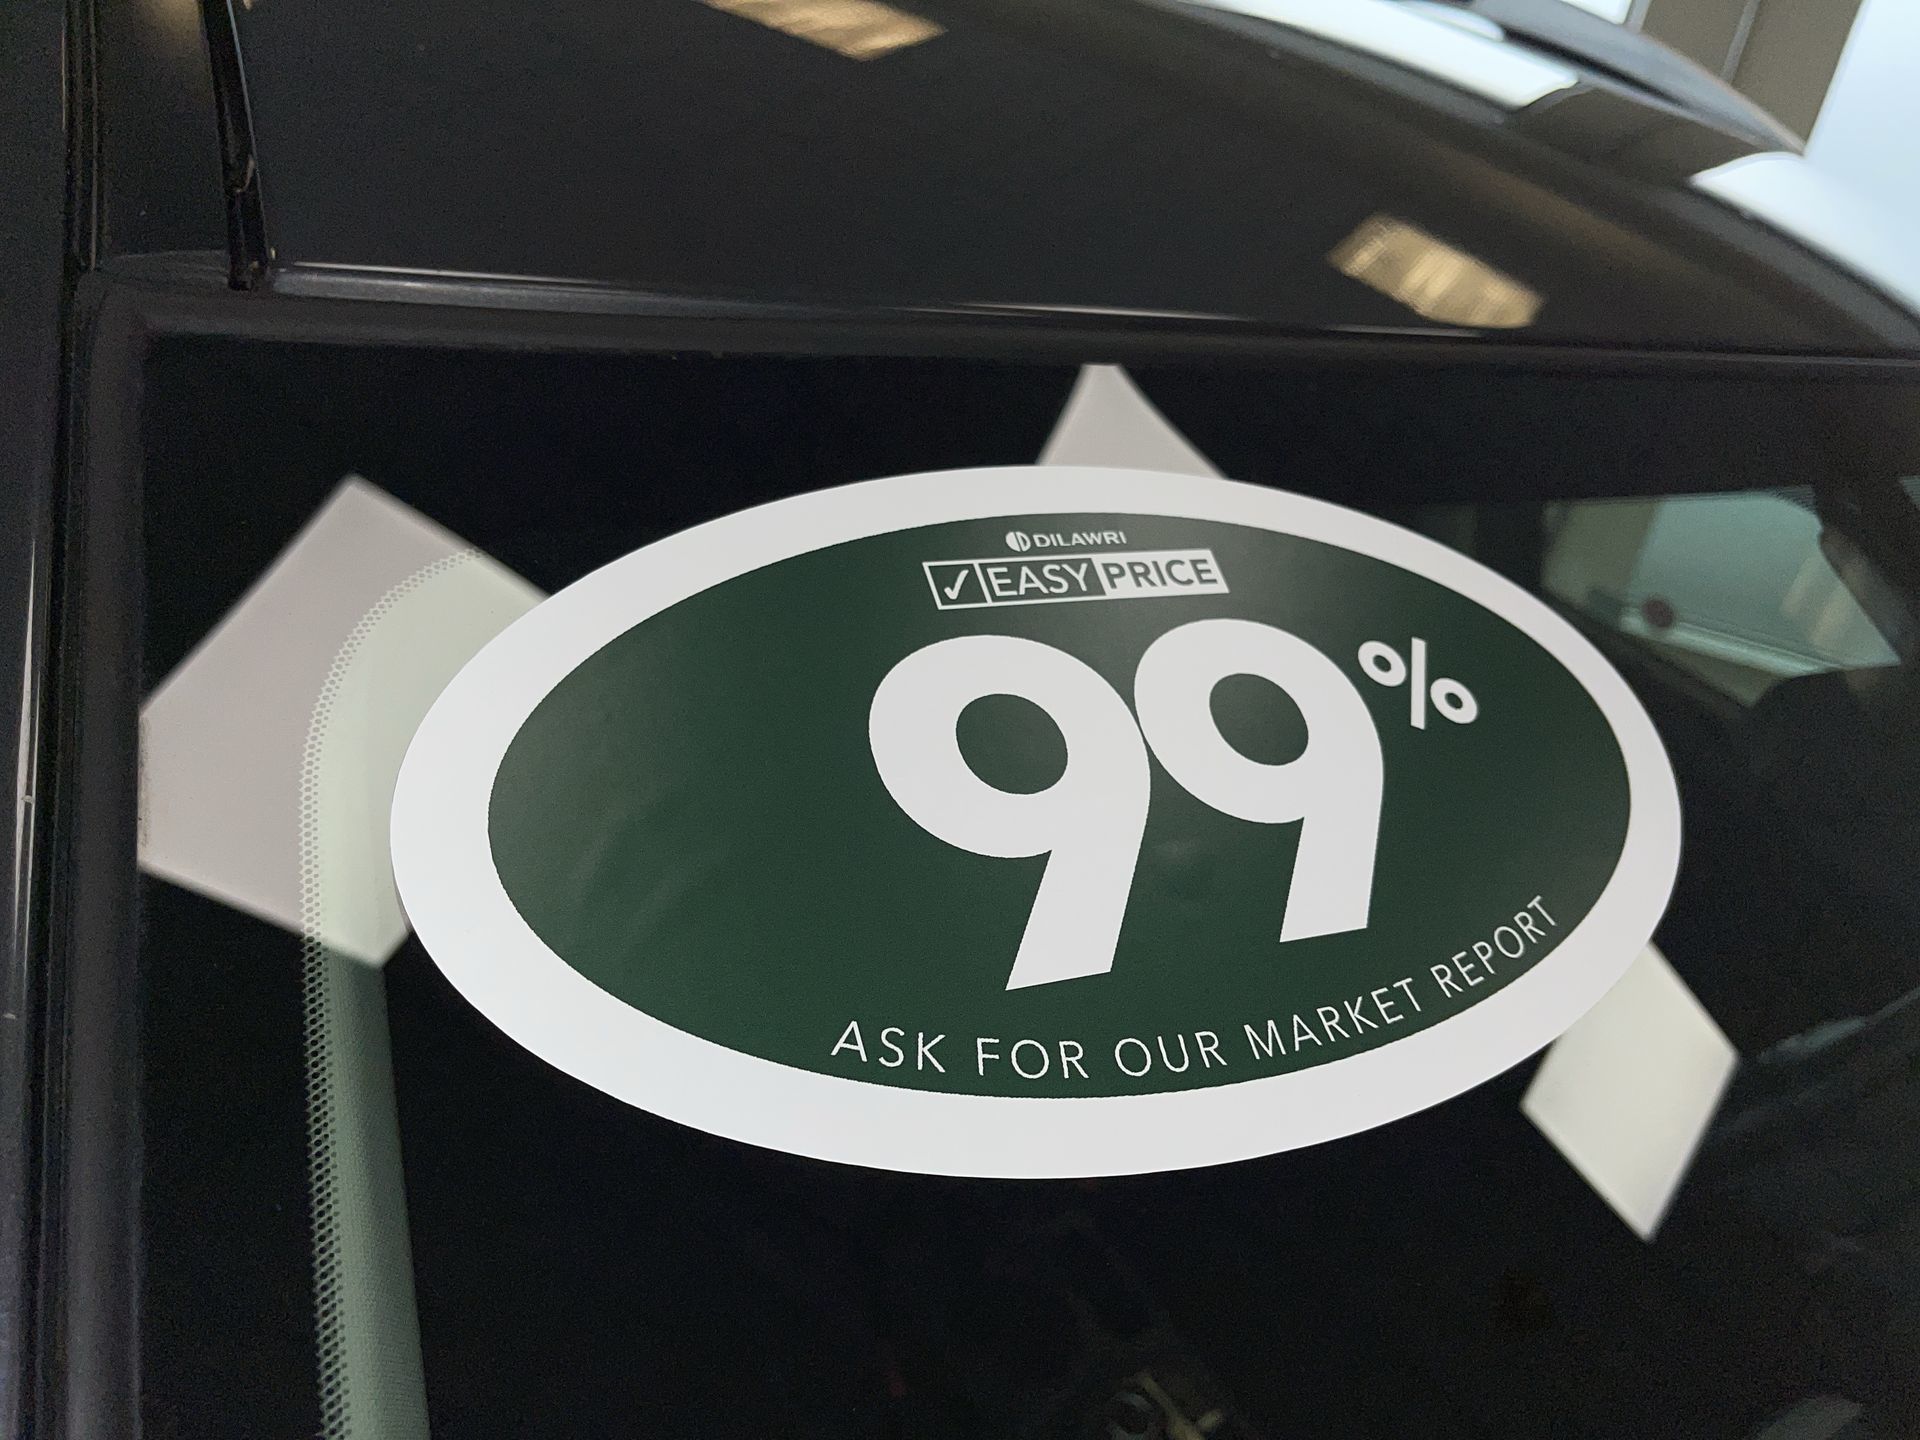 DILAWRI
✓ EASY PRICE
99%
ASK FOR OUR MARKET REPORT